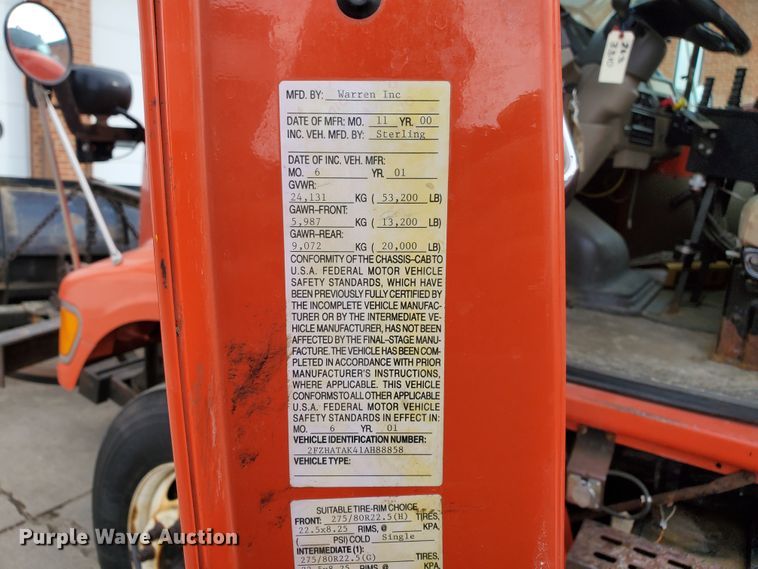 MFD. BY: Warren Inc
DATE OF MFR: MO. 11 YR. 00
INC. VEH. MFD. BY: Sterling
DATE OF INC. VEH. MFR:
MO. 6 YR. 01
GVWR:
24,131 KG ( 53,200 LB)
GAWR-FRONT:
5,987 KG ( 13,200 LB)
GAWR-REAR:
9,072 KG ( 20,000 LB)
CONFORMITY OF THE CHASSIS-CAB TO
U.S.A. FEDERAL MOTOR VEHICLE
SAFETY STANDARDS, WHICH HAVE
BEEN PREVIOUSLY FULLY CERTIFIED BY
THE INCOMPLETE VEHICLE MANUFAC-
TURER OR BY THE INTERMEDIATE VE-
HICLE MANUFACTURER, HAS NOT BEEN
AFFECTED BY THE FINAL-STAGE MANU-
FACTURE. THE VEHICLE HAS BEEN COM-
PLETED IN ACCORDANCE WITH PRIOR
MANUFACTURER'S INSTRUCTIONS,
WHERE APPLICABLE. THIS VEHICLE
CONFORMS TO ALL OTHER APPLICABLE
U.S.A. FEDERAL MOTOR VEHICLE
SAFETY STANDARDS IN EFFECT IN:
MO. 6 YR. 01
VEHICLE IDENTIFICATION NUMBER:
2FZHATAK41AH88858
VEHICLE TYPE:
SUITABLE TIRE-RIM CHOICE
FRONT: 275/80R22.5(H) TIRES,
22.5x8.25 RIMS, @ KPA,
( PSI) COLD Single
INTERMEDIATE (1):
275/80R22.5(G) TIRES,
22.5x8.25 RIMS @ KPA,
Purple Wave Auction